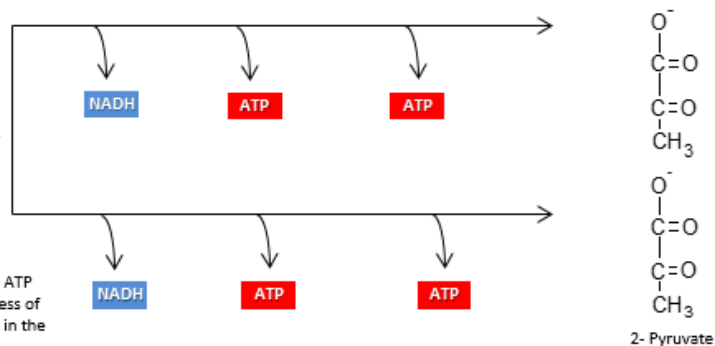 O⁻
C=O
NADH ATP ATP
C=O
CH₃
O⁻
C=O
C=O
ATP
NADH ATP ATP
ess of
CH₃
in the
2- Pyruvate